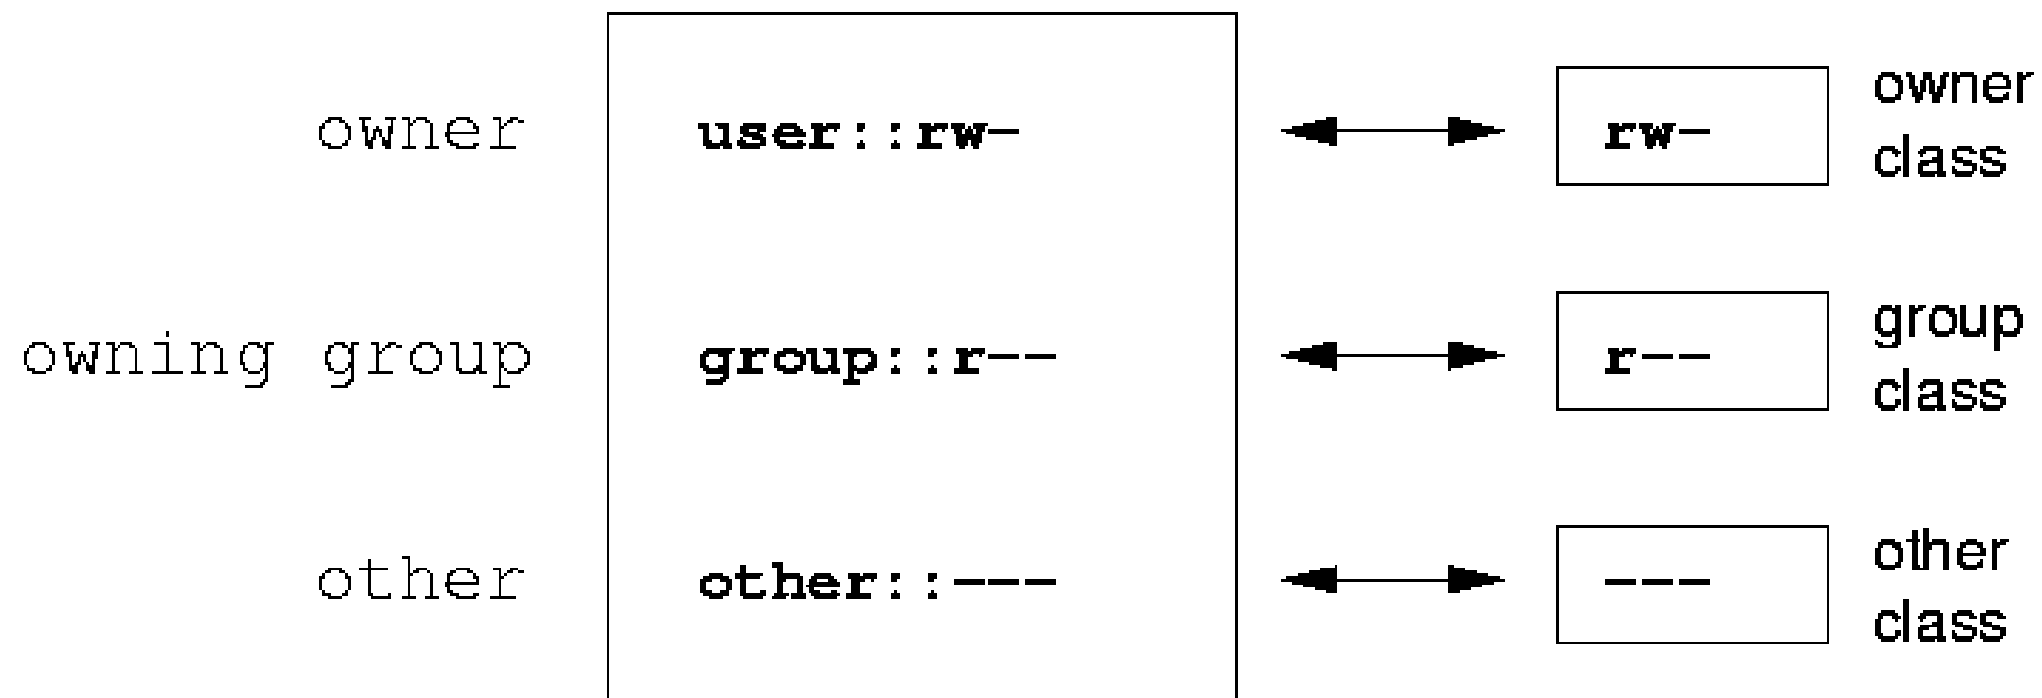 owner user::rw- rw- owner class
owning group group::r-- r-- group class
other other::--- --- other class